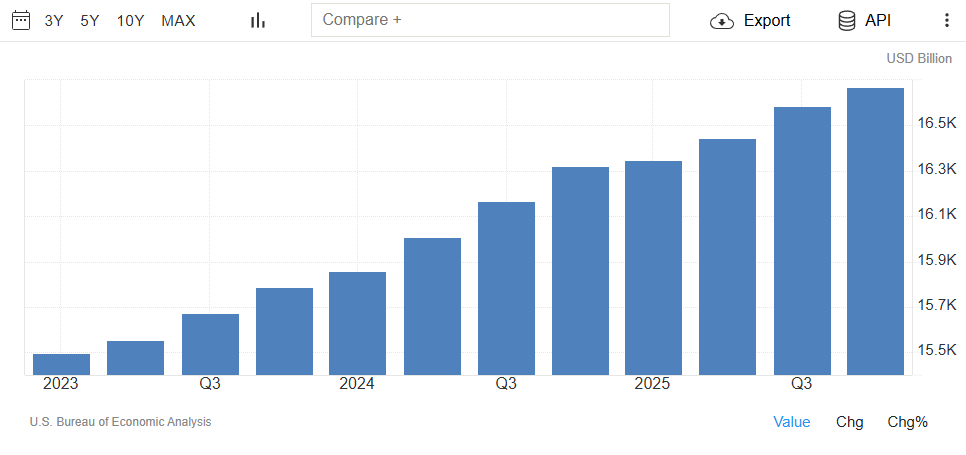 3Y 5Y 10Y MAX Compare + Export API
USD Billion
16.5K
16.3K
16.1K
15.9K
15.7K
15.5K
2023 Q3 2024 Q3 2025 Q3
U.S. Bureau of Economic Analysis Value Chg Chg%